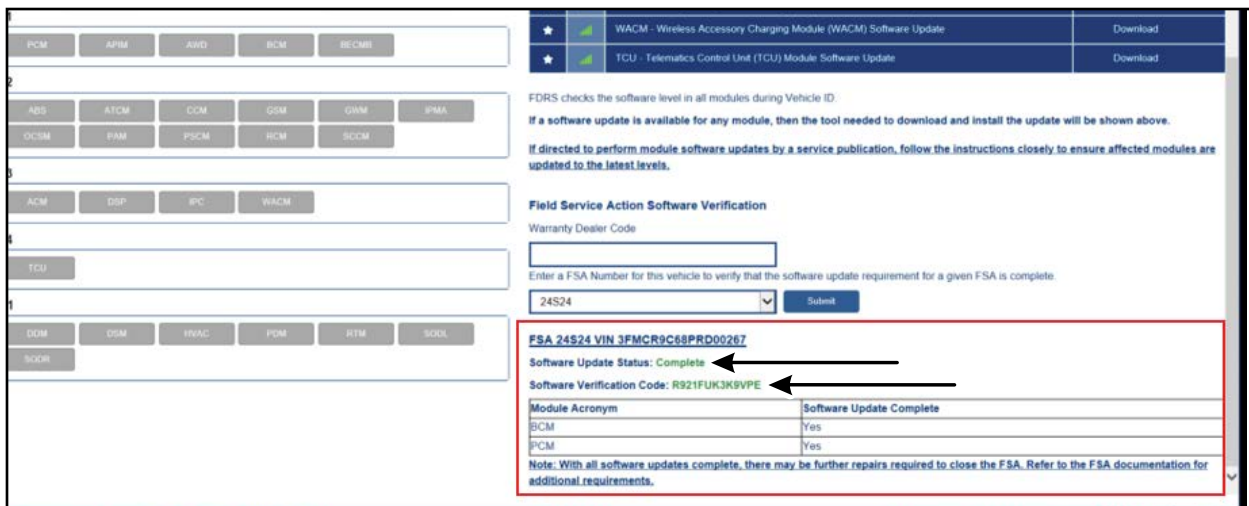 1
PCM APIM AWD BCM BECMB
2
ABS ATCM CCM GSM GWM IPMA
OCSM PAM PSCM RCM SCCM
3
ACM DSP IPC WACM
4
TCU
1
DDM DSM HVAC PDM RTM SODL
SODR
WACM - Wireless Accessory Charging Module (WACM) Software Update Download
TCU - Telematics Control Unit (TCU) Module Software Update Download
FDRS checks the software level in all modules during Vehicle ID.
If a software update is available for any module, then the tool needed to download and install the update will be shown above.
If directed to perform module software updates by a service publication, follow the instructions closely to ensure affected modules are
updated to the latest levels.
Field Service Action Software Verification
Warranty Dealer Code
Enter a FSA Number for this vehicle to verify that the software update requirement for a given FSA is complete.
24S24 Submit
FSA 24S24 VIN 3FMCR9C68PRD00267
Software Update Status: Complete
Software Verification Code: R921FUK3K9VPE
Module Acronym Software Update Complete
BCM Yes
PCM Yes
Note: With all software updates complete, there may be further repairs required to close the FSA. Refer to the FSA documentation for
additional requirements.